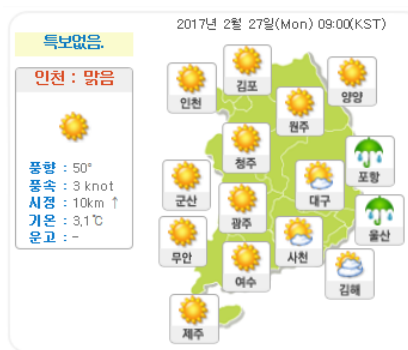 2017년 2월 27일(Mon) 09:00(KST)
특보없음.
인천 : 맑음
풍향 : 50°
풍속 : 3 knot
시정 : 10km ↑
기온 : 3.1℃
운고 : -
인천
김포
양양
원주
청주
포항
군산
대구
광주
울산
무안
사천
여수
김해
제주